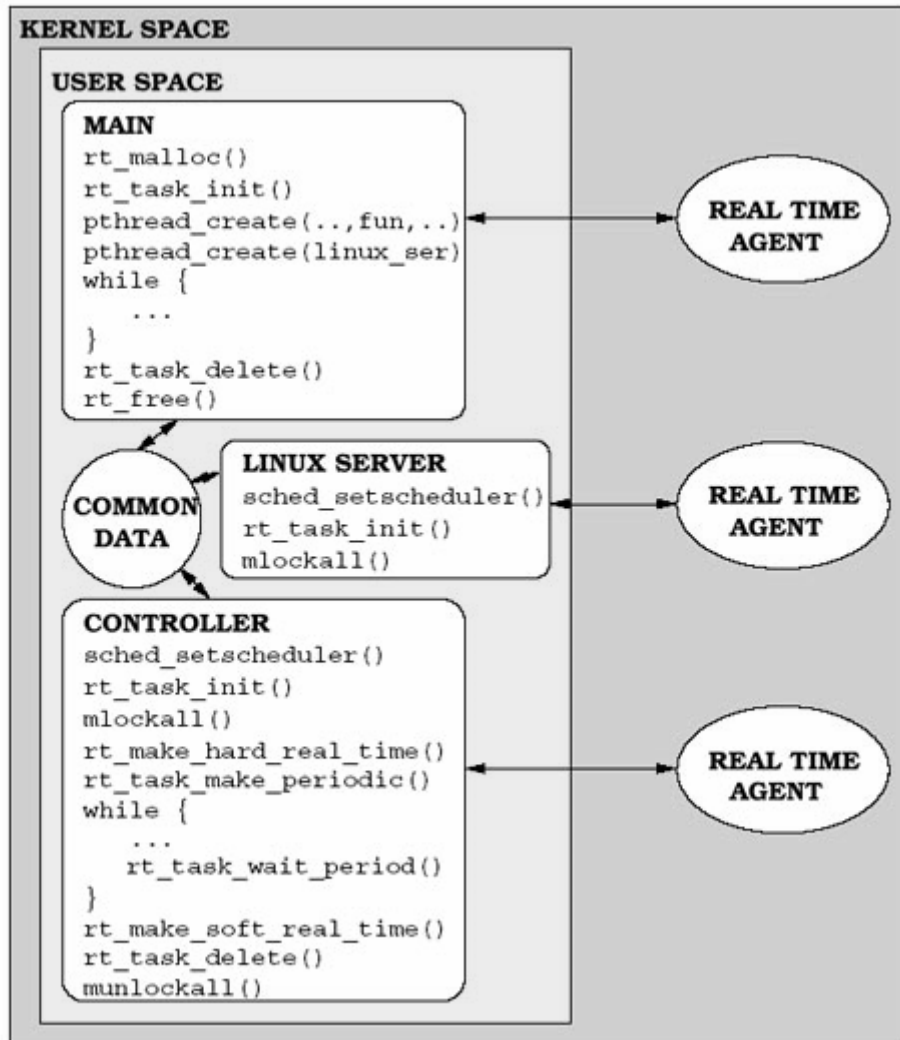 KERNEL SPACE
USER SPACE
MAIN
rt_malloc()
rt_task_init()
pthread_create(..,fun,..)
pthread_create(linux_ser)
while {
...
}
rt_task_delete()
rt_free()
REAL TIME
AGENT
COMMON
DATA
LINUX SERVER
sched_setscheduler()
rt_task_init()
mlockall()
REAL TIME
AGENT
CONTROLLER
sched_setscheduler()
rt_task_init()
mlockall()
rt_make_hard_real_time()
rt_task_make_periodic()
while {
...
rt_task_wait_period()
}
rt_make_soft_real_time()
rt_task_delete()
munlockall()
REAL TIME
AGENT